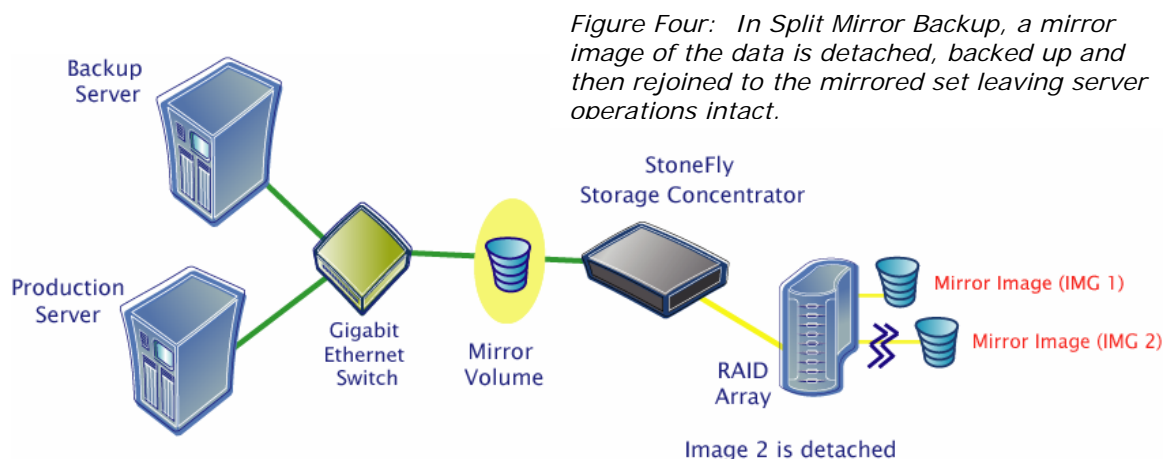 Figure Four: In Split Mirror Backup, a mirror
image of the data is detached, backed up and
then rejoined to the mirrored set leaving server
operations intact.
Backup
Server
StoneFly
Storage Concentrator
Production
Server
Gigabit
Ethernet
Switch
Mirror
Volume
RAID
Array
Mirror Image (IMG 1)
Mirror Image (IMG 2)
Image 2 is detached